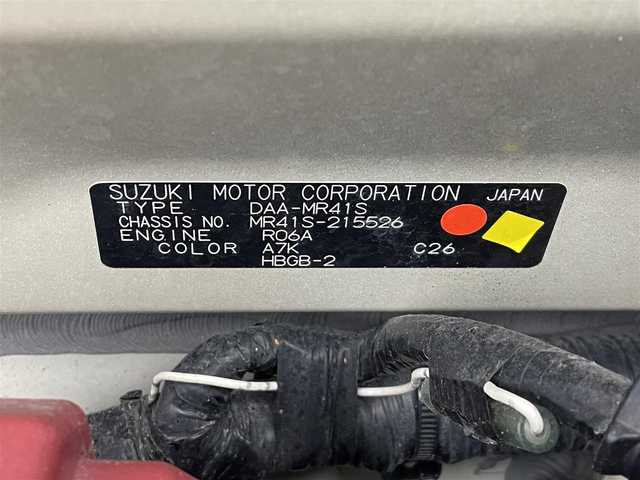 SUZUKI MOTOR CORPORATION JAPAN
TYPE DAA-MR41S
CHASSIS NO. MR41S-215526
ENGINE R06A
COLOR A7K C26
HBGB-2